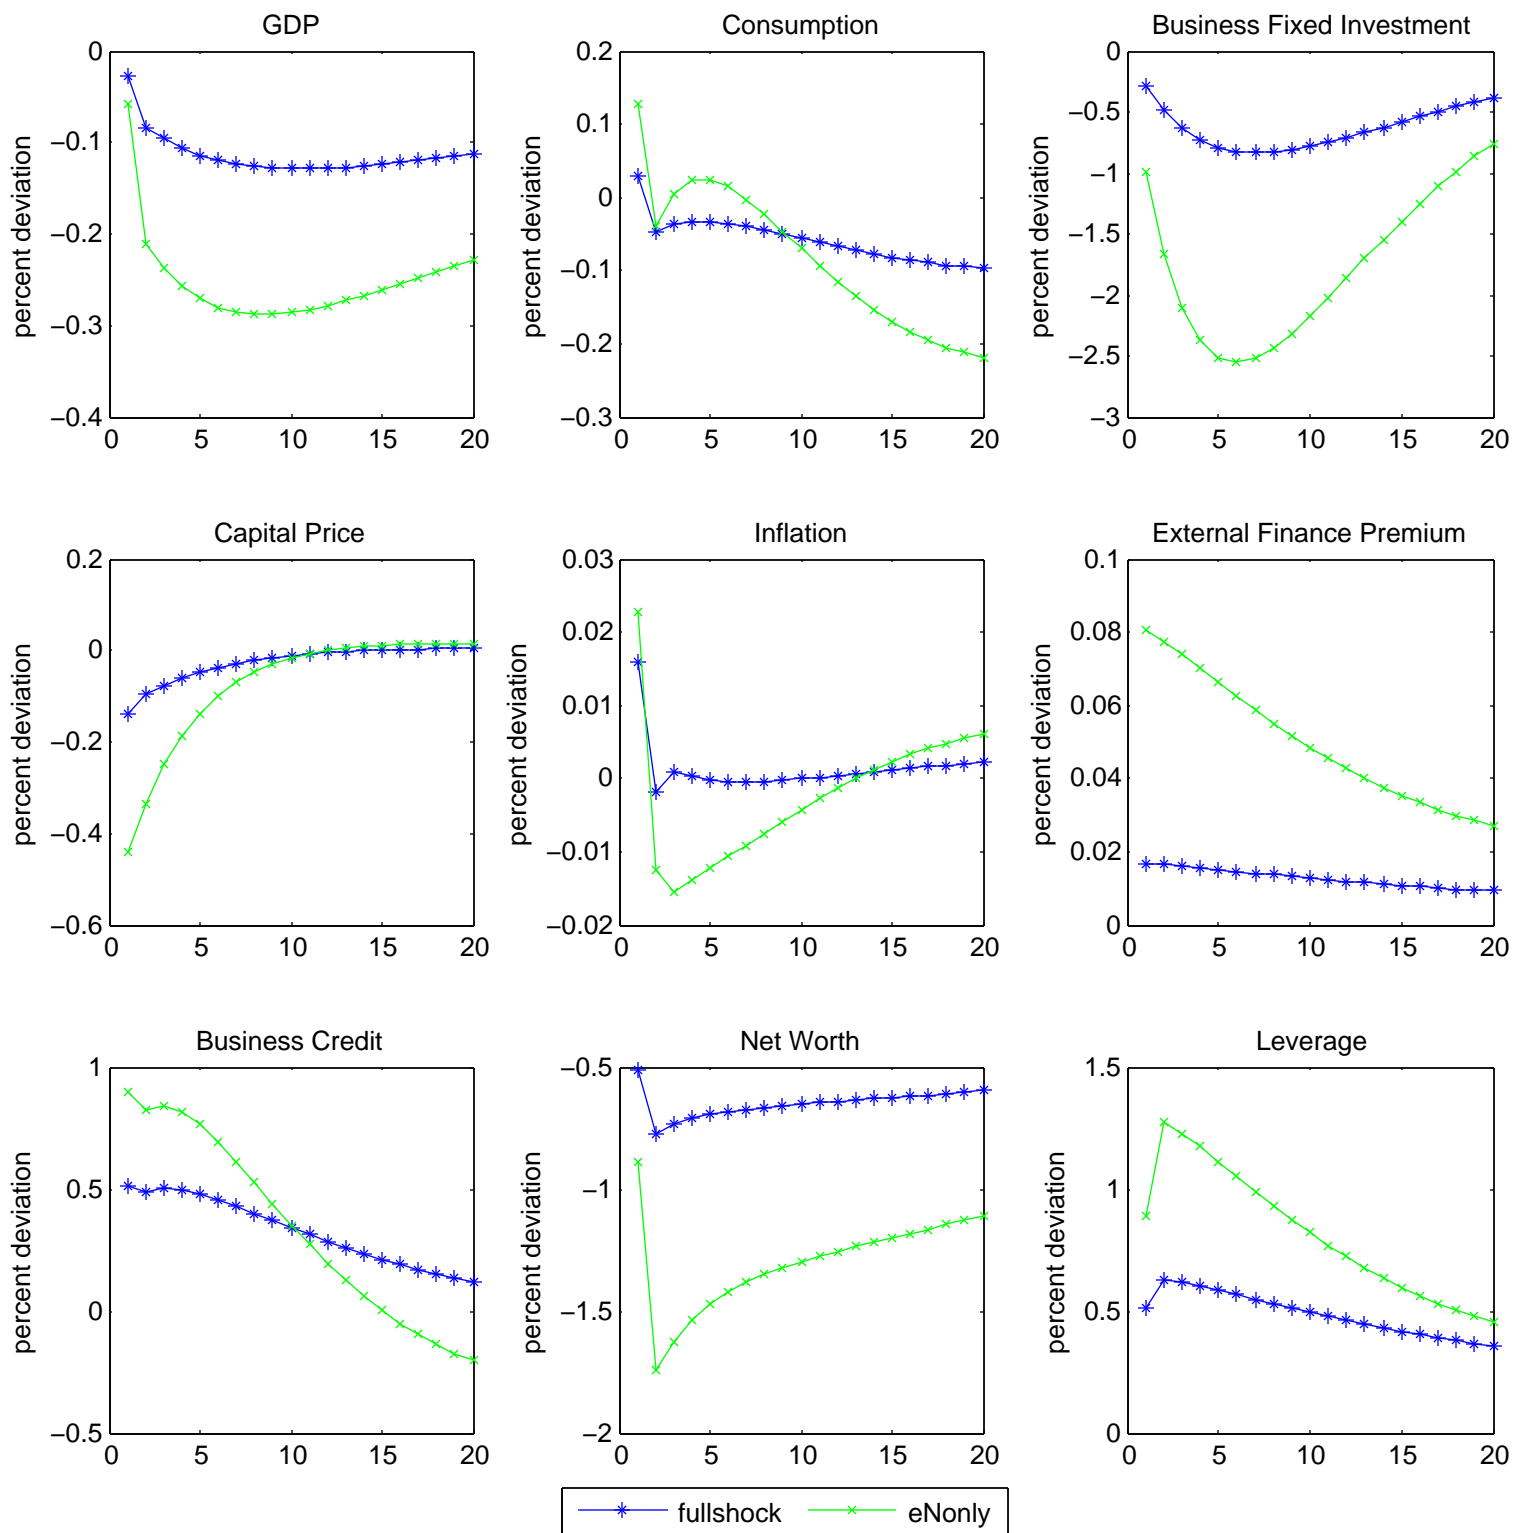 GDP
0
−0.1
−0.2
−0.3
−0.4
percent deviation
0 5 10 15 20
Consumption
0.2
0.1
0
−0.1
−0.2
−0.3
percent deviation
0 5 10 15 20
Business Fixed Investment
0
−0.5
−1
−1.5
−2
−2.5
−3
percent deviation
0 5 10 15 20
Capital Price
0.2
0
−0.2
−0.4
−0.6
percent deviation
0 5 10 15 20
Inflation
0.03
0.02
0.01
0
−0.01
−0.02
percent deviation
0 5 10 15 20
External Finance Premium
0.1
0.08
0.06
0.04
0.02
0
percent deviation
0 5 10 15 20
Business Credit
1
0.5
0
−0.5
percent deviation
0 5 10 15 20
Net Worth
−0.5
−1
−1.5
−2
percent deviation
0 5 10 15 20
Leverage
1.5
1
0.5
0
percent deviation
0 5 10 15 20
fullshock eNonly